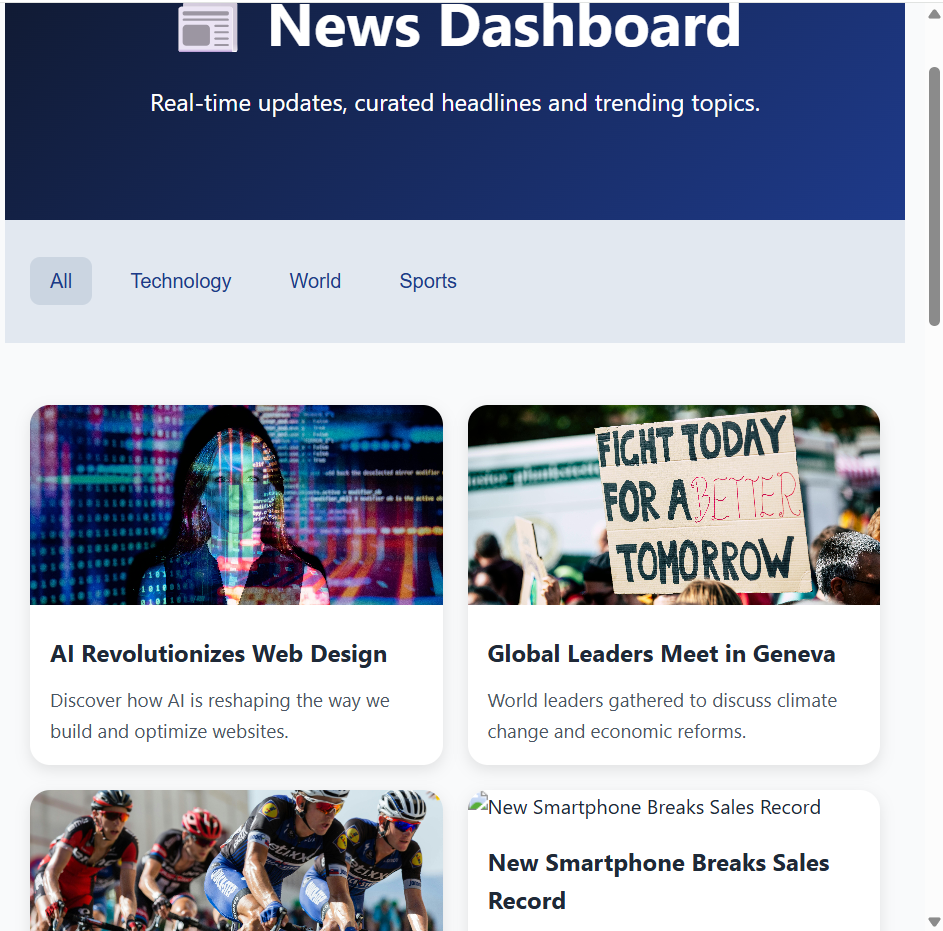 News Dashboard
Real-time updates, curated headlines and trending topics.
All
Technology
World
Sports
FIGHT TODAY
FOR A BETTER
TOMORROW
AI Revolutionizes Web Design
Discover how AI is reshaping the way we
build and optimize websites.
Global Leaders Meet in Geneva
World leaders gathered to discuss climate
change and economic reforms.
New Smartphone Breaks Sales Record
New Smartphone Breaks Sales
Record